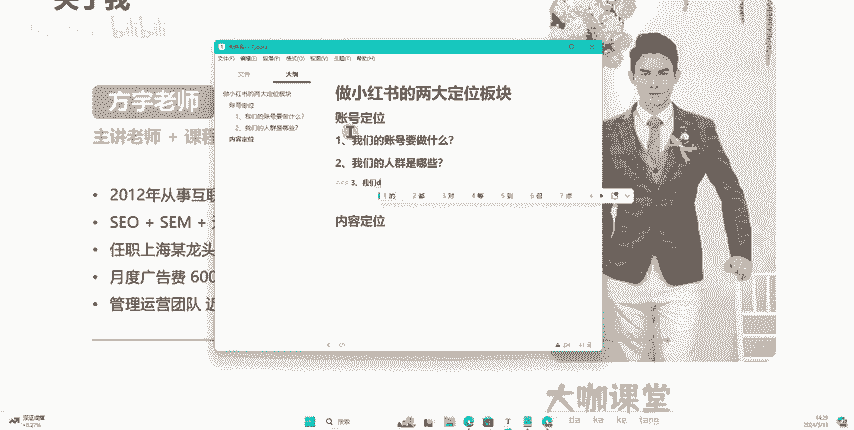 关于我
bilibili
方宇老师
主讲老师 + 课程
• 2012年从事互联
• SEO + SEM +
• 任职上海某龙头
• 月度广告费 600
• 管理运营团队 近
文件(F) 编辑(E) 段落(P) 格式(O) 视图(V) 主题(T) 帮助(H)
文件 大纲
做小红书的两大定位板块
账号定位
1、我们的账号要做什么?
2、我们的人群是哪些?
内容定位
做小红书的两大定位板块
账号定位
1、我们的账号要做什么?
2、我们的人群是哪些?
3、我们d
1 的 2 都 3 对 4 等 5 到 6 但
内容定位
大咖课堂
da ka ke tang
搜索